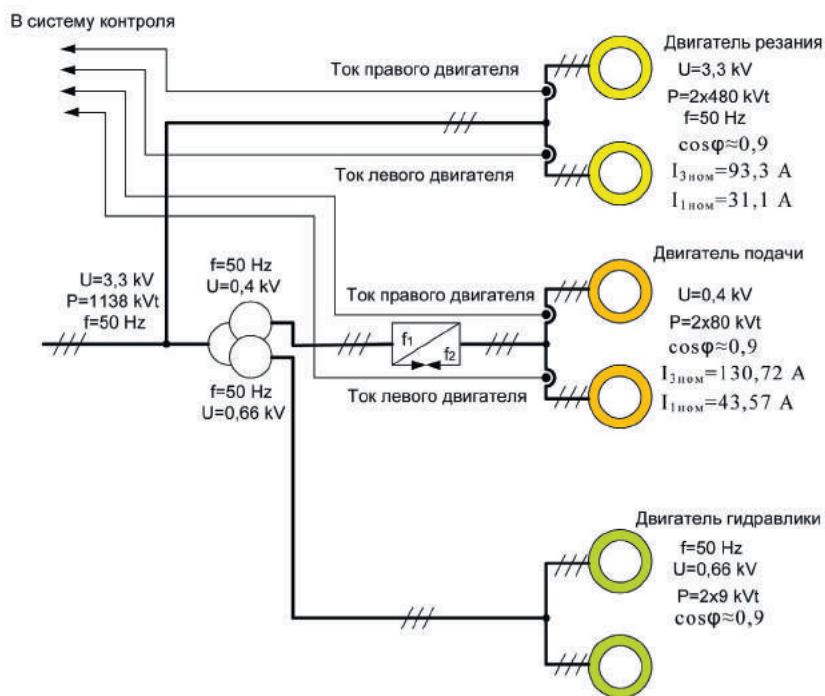 В систему контроля
Ток правого двигателя
Ток левого двигателя
Двигатель резания
U=3,3 kV
P=2x480 kVt
f=50 Hz
cosφ≈0,9
I3ном=93,3 А
I1ном=31,1 А
U=3,3 kV
P=1138 kVt
f=50 Hz
f=50 Hz
U=0,4 kV
f=50 Hz
U=0,66 kV
f1
f2
Ток правого двигателя
Ток левого двигателя
Двигатель подачи
U=0,4 kV
P=2x80 kVt
cosφ≈0,9
I3ном=130,72 А
I1ном=43,57 А
Двигатель гидравлики
f=50 Hz
U=0,66 kV
P=2x9 kVt
cosφ≈0,9